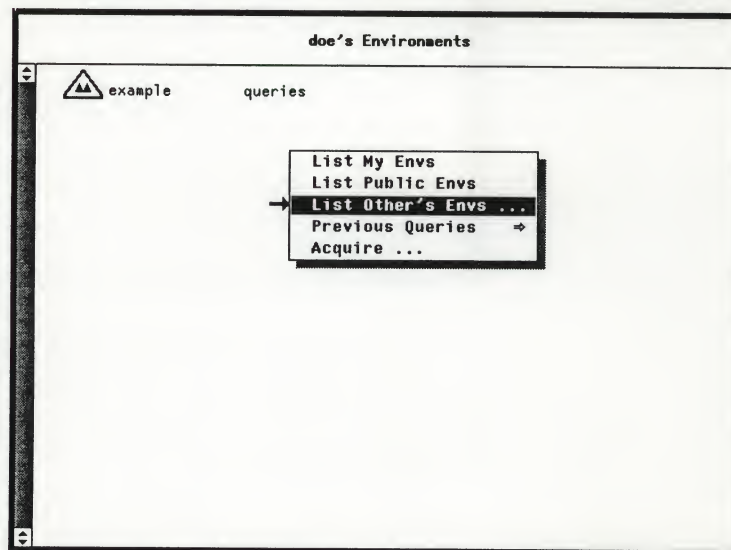 doe's Environments
example queries
List My Envs
List Public Envs
List Other's Envs ...
Previous Queries ⇒
Acquire ...